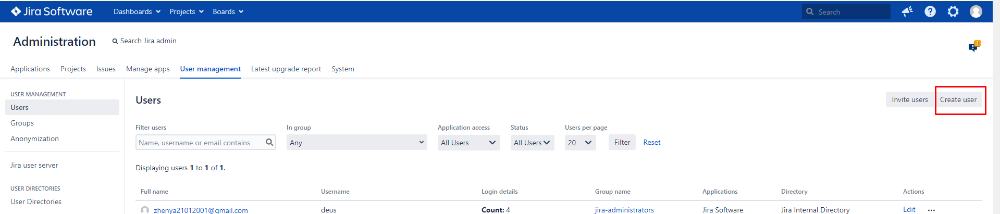 Jira Software Dashboards Projects Boards Search
Administration Search Jira admin
1
Applications Projects Issues Manage apps User management Latest upgrade report System
USER MANAGEMENT
Users
Groups
Anonymization
Jira user server
USER DIRECTORIES
User Directories
Users Invite users Create user
Filter users In group Application access Status Users per page
Name, username or email contains Any All Users All Users 20 Filter Reset
Displaying users 1 to 1 of 1.
Full name Username Login details Group name Applications Directory Actions
zhenya21012001@gmail.com deus Count: 4 jira-administrators Jira Software Jira Internal Directory Edit ...